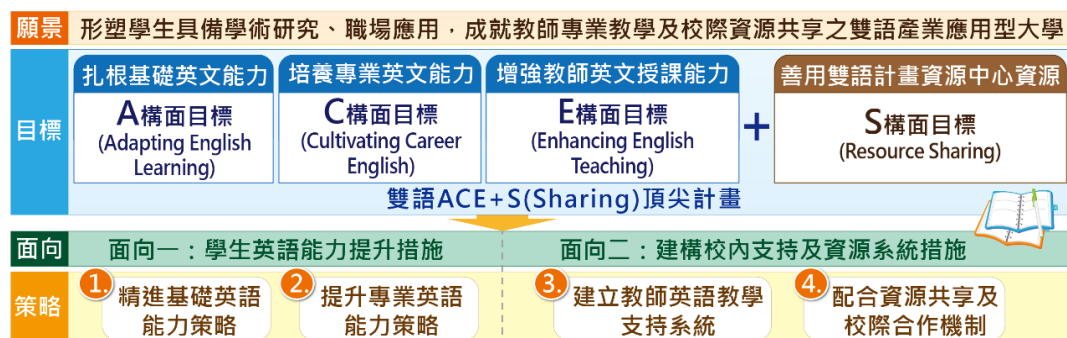 願景
形塑學生具備學術研究、職場應用，成就教師專業教學及校際資源共享之雙語產業應用型大學
目標
扎根基礎英文能力
A構面目標
(Adapting English
Learning)
培養專業英文能力
C構面目標
(Cultivating Career
English)
增強教師英文授課能力
E構面目標
(Enhancing English
Teaching)
+
善用雙語計畫資源中心資源
S構面目標
(Resource Sharing)
雙語ACE+S(Sharing)頂尖計畫
面向
面向一：學生英語能力提升措施
面向二：建構校內支持及資源系統措施
策略
1.
精進基礎英語
能力策略
2.
提升專業英語
能力策略
3.
建立教師英語教學
支持系統
4.
配合資源共享及
校際合作機制